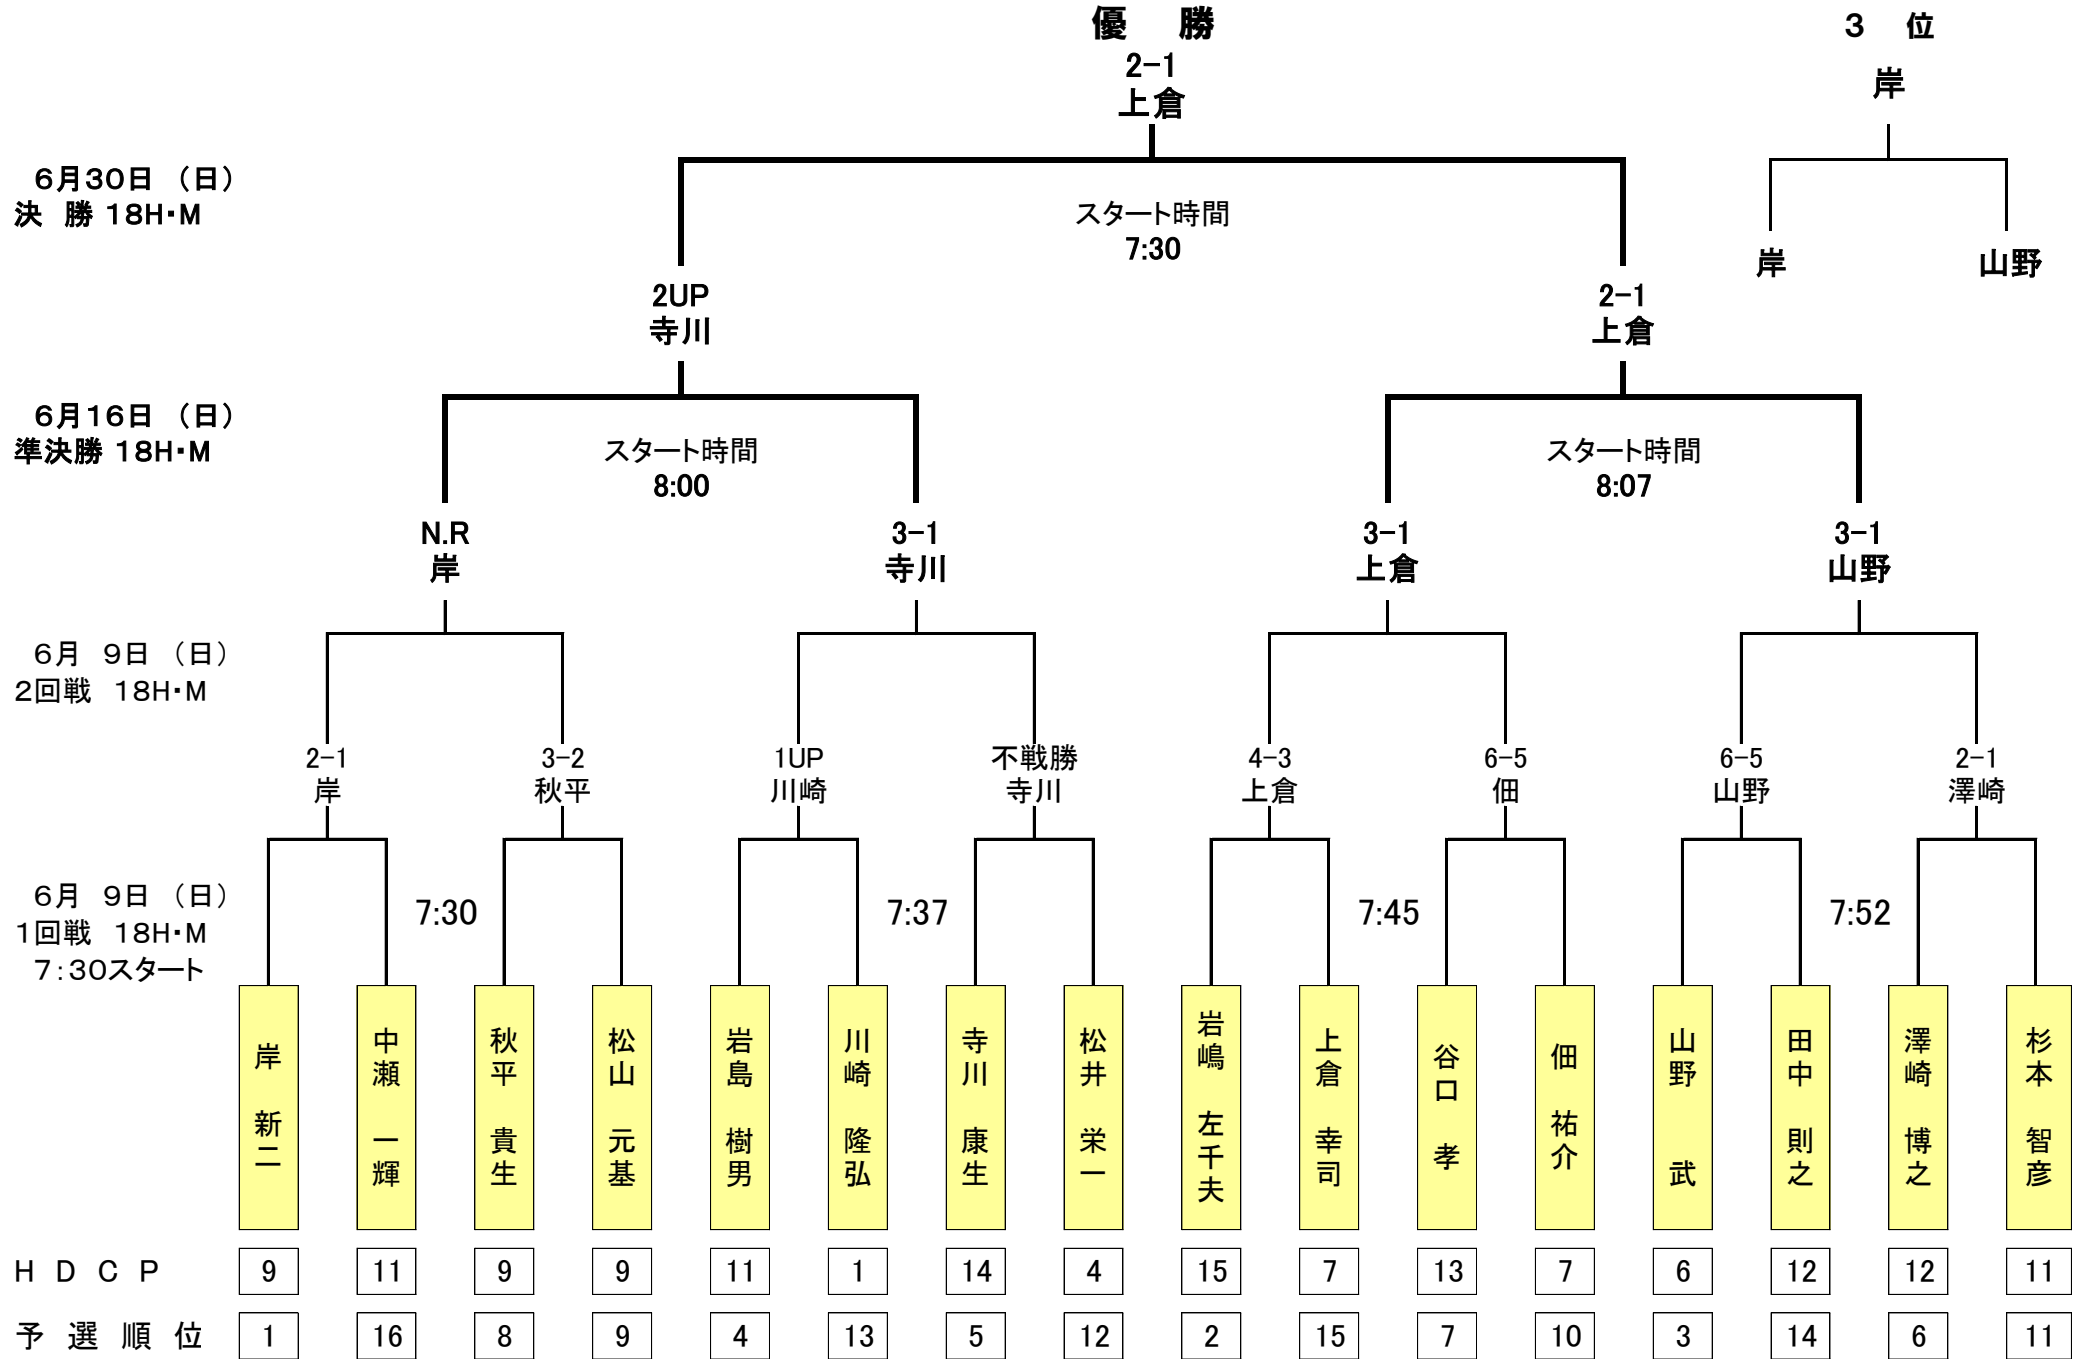 優　勝
３　位
2-1
上倉
岸
6月30日 （日）
決　勝 18H・M
スタート時間
7:30
岸
山野
2UP
寺川
2-1
上倉
6月16日 （日）
準決勝 18H・M
スタート時間
8:00
スタート時間
8:07
N.R
岸
3-1
寺川
3-1
上倉
3-1
山野
6月　9日 （日）
2回戦　18H・M
2-1
岸
3-2
秋平
1UP
川崎
不戦勝
寺川
4-3
上倉
6-5
佃
6-5
山野
2-1
澤崎
6月　9日 （日）
1回戦　18H・M
7：30スタート
7:30
7:37
7:45
7:52
岸　新二
中瀬　一輝
秋平　貴生
松山　元基
岩島　樹男
川崎　隆弘
寺川　康生
松井　栄一
岩嶋　左千夫
上倉　幸司
谷口　孝
佃　祐介
山野　武
田中　則之
澤崎　博之
杉本　智彦
H D C P　9　11　9　9　11　1　14　4　15　7　13　7　6　12　12　11
予 選 順 位　1　16　8　9　4　13　5　12　2　15　7　10　3　14　6　11